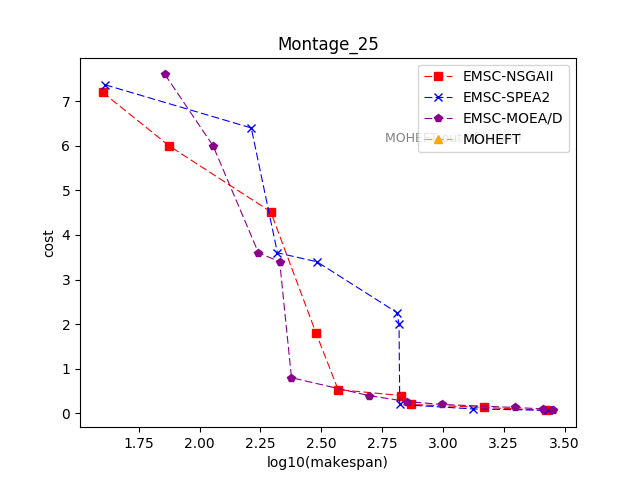 Montage_25
EMSC-NSGAII
EMSC-SPEA2
EMSC-MOEA/D
MOHEFT
MOHEFT
cost
7
6
5
4
3
2
1
0
1.75 2.00 2.25 2.50 2.75 3.00 3.25 3.50
log10(makespan)